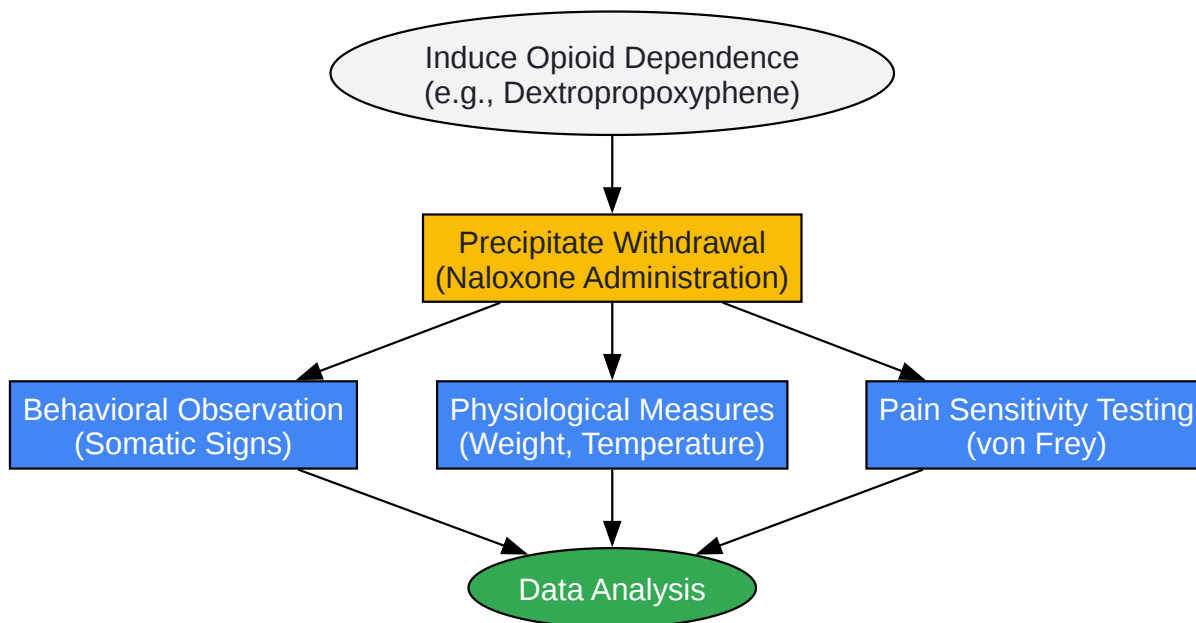 Induce Opioid Dependence
(e.g., Dextropropoxyphene)
Precipitate Withdrawal
(Naloxone Administration)
Behavioral Observation
(Somatic Signs)
Physiological Measures
(Weight, Temperature)
Pain Sensitivity Testing
(von Frey)
Data Analysis